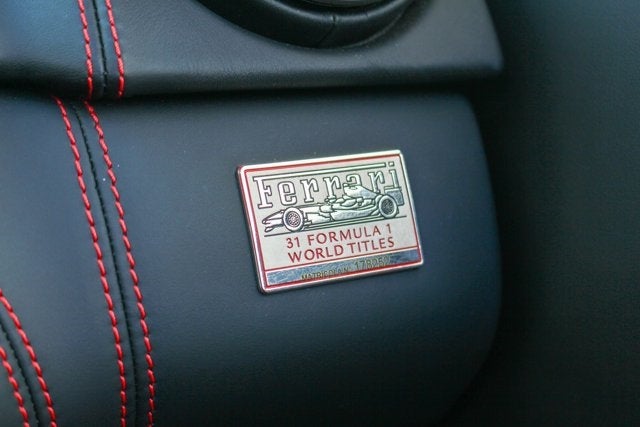 Ferrari
31 FORMULA 1
WORLD TITLES